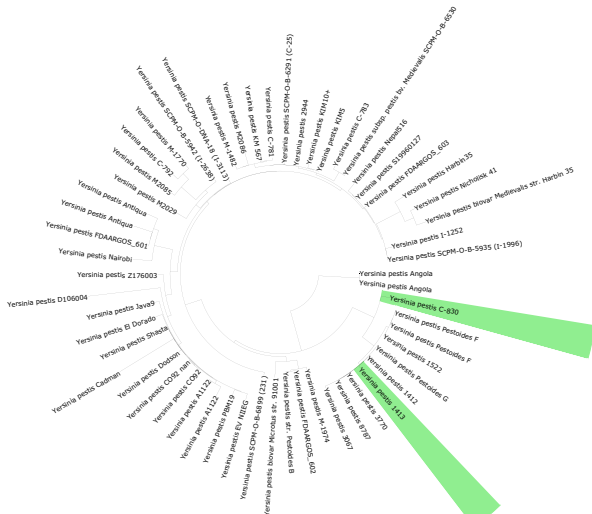 Yersinia pestis SCPM-O-B-6291 (C-25)
Yersinia pestis 2944
Yersinia pestis KIM10+
Yersinia pestis KIM5
Yersinia pestis C-783
Yersinia pestis subsp. pestis bv. Medievalis SCPM-O-B-6530
Yersinia pestis Nepal516
Yersinia pestis S19960127
Yersinia pestis FDAARGOS_603
Yersinia pestis Harbin35
Yersinia pestis Nicholisk 41
Yersinia pestis biovar Medievalis str. Harbin 35
Yersinia pestis I-1252
Yersinia pestis SCPM-O-B-5935 (I-1996)
Yersinia pestis Angola
Yersinia pestis Angola
Yersinia pestis C-830
Yersinia pestis Pestoides F
Yersinia pestis Pestoides F
Yersinia pestis 1522
Yersinia pestis Pestoides G
Yersinia pestis 1412
Yersinia pestis 1413
Yersinia pestis 3770
Yersinia pestis 8787
Yersinia pestis 3067
Yersinia pestis M-1974
Yersinia pestis FDAARGOS_602
Yersinia pestis str. Pestoides B
Yersinia pestis biovar Microtus str. 91001
Yersinia pestis SCPM-O-B-6899 (231)
Yersinia pestis EV NIIEG
Yersinia pestis PBM19
Yersinia pestis A1122
Yersinia pestis A1122
Yersinia pestis CO92
Yersinia pestis CO92_nan
Yersinia pestis Dodson
Yersinia pestis Cadman
Yersinia pestis Shasta
Yersinia pestis El Dorado
Yersinia pestis Java9
Yersinia pestis D106004
Yersinia pestis Z176003
Yersinia pestis Nairobi
Yersinia pestis FDAARGOS_601
Yersinia pestis Antiqua
Yersinia pestis Antiqua
Yersinia pestis M2029
Yersinia pestis M2085
Yersinia pestis C-792
Yersinia pestis M-1770
Yersinia pestis SCPM-O-B-5942 (I-2638)
Yersinia pestis SCPM-O-DNA-18 (I-3113)
Yersinia pestis M-1482
Yersinia pestis M2086
Yersinia pestis KM 567
Yersinia pestis C-781